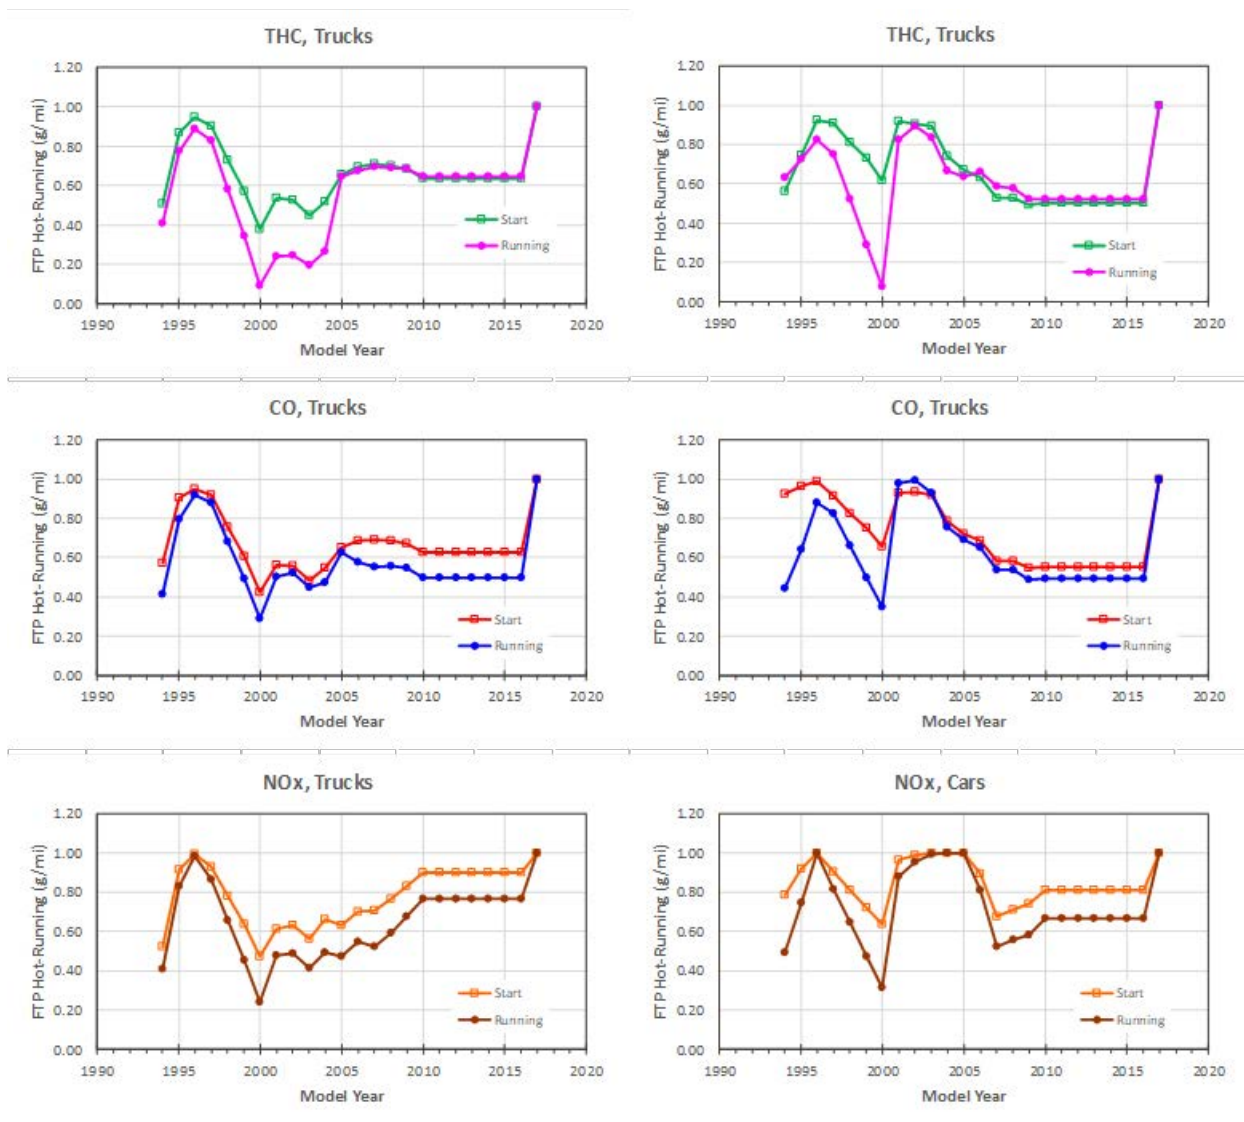 THC, Trucks
FTP Hot-Running (g/mi)
1.20
1.00
0.80
0.60
0.40
0.20
0.00
Start
Running
1990 1995 2000 2005 2010 2015 2020
Model Year
THC, Trucks
FTP Hot-Running (g/mi)
1.20
1.00
0.80
0.60
0.40
0.20
0.00
Start
Running
1990 1995 2000 2005 2010 2015 2020
Model Year
CO, Trucks
FTP Hot-Running (g/mi)
1.20
1.00
0.80
0.60
0.40
0.20
0.00
Start
Running
1990 1995 2000 2005 2010 2015 2020
Model Year
CO, Trucks
FTP Hot-Running (g/mi)
1.20
1.00
0.80
0.60
0.40
0.20
0.00
Start
Running
1990 1995 2000 2005 2010 2015 2020
Model Year
NOx, Trucks
FTP Hot-Running (g/mi)
1.20
1.00
0.80
0.60
0.40
0.20
0.00
Start
Running
1990 1995 2000 2005 2010 2015 2020
Model Year
NOx, Cars
FTP Hot-Running (g/mi)
1.20
1.00
0.80
0.60
0.40
0.20
0.00
Start
Running
1990 1995 2000 2005 2010 2015 2020
Model Year